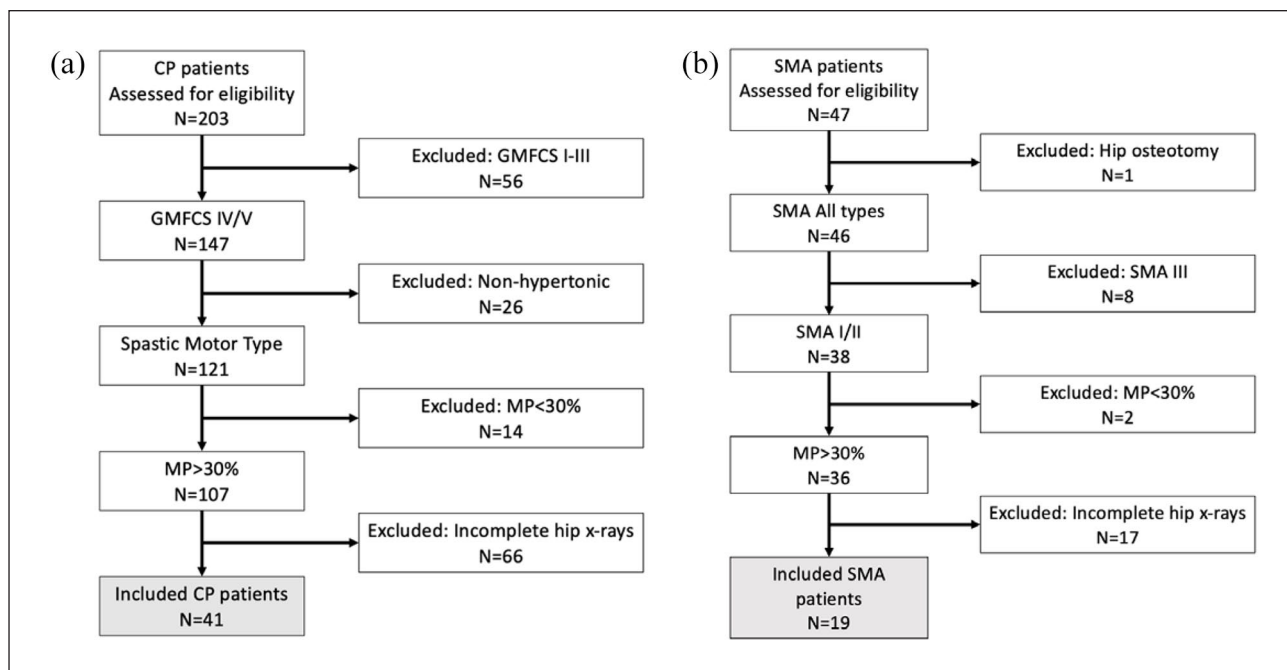 (a)
CP patients
Assessed for eligibility
N=203
Excluded: GMFCS I-III
N=56
GMFCS IV/V
N=147
Excluded: Non-hypertonic
N=26
Spastic Motor Type
N=121
Excluded: MP<30%
N=14
MP>30%
N=107
Excluded: Incomplete hip x-rays
N=66
Included CP patients
N=41
(b)
SMA patients
Assessed for eligibility
N=47
Excluded: Hip osteotomy
N=1
SMA All types
N=46
Excluded: SMA III
N=8
SMA I/II
N=38
Excluded: MP<30%
N=2
MP>30%
N=36
Excluded: Incomplete hip x-rays
N=17
Included SMA
patients
N=19